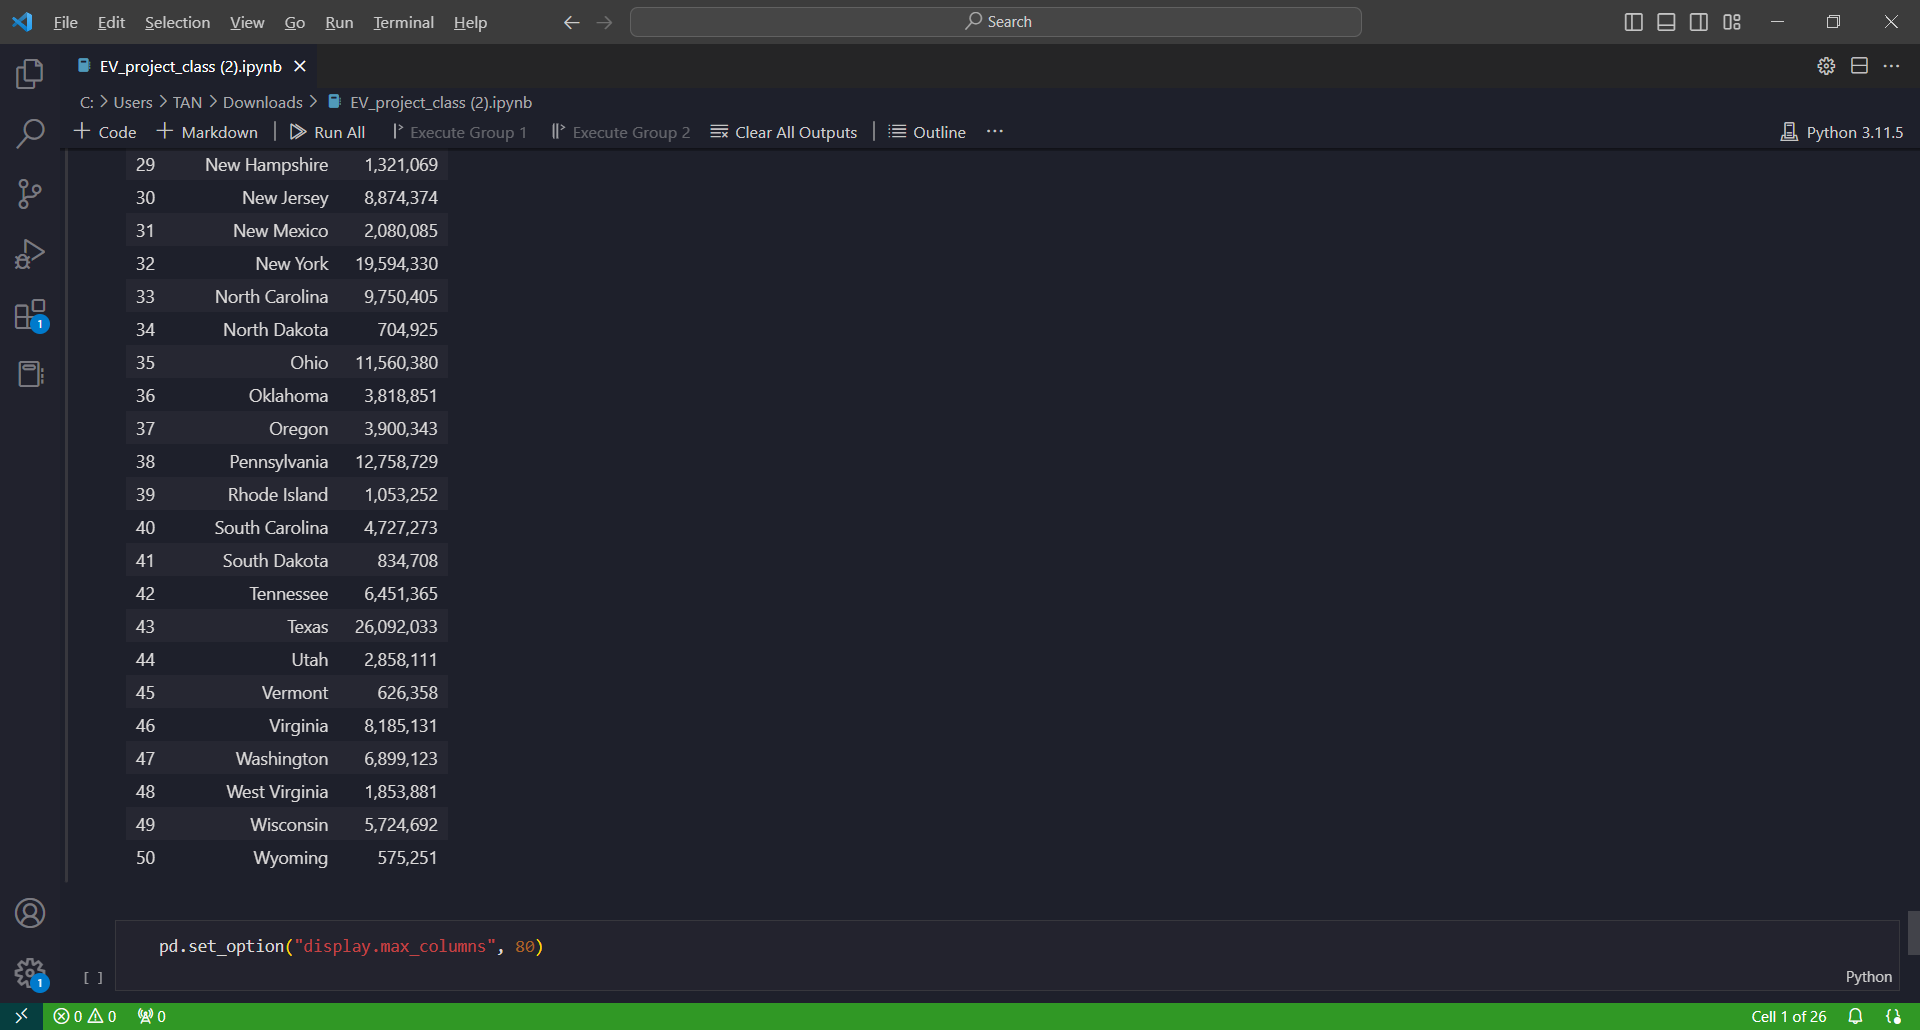 File Edit Selection View Go Run Terminal Help Search
EV_project_class (2).ipynb
C: > Users > TAN > Downloads > EV_project_class (2).ipynb
+ Code + Markdown | Run All Execute Group 1 Execute Group 2 Clear All Outputs | Outline ... Python 3.11.5
29 New Hampshire 1,321,069
30 New Jersey 8,874,374
31 New Mexico 2,080,085
32 New York 19,594,330
33 North Carolina 9,750,405
34 North Dakota 704,925
35 Ohio 11,560,380
36 Oklahoma 3,818,851
37 Oregon 3,900,343
38 Pennsylvania 12,758,729
39 Rhode Island 1,053,252
40 South Carolina 4,727,273
41 South Dakota 834,708
42 Tennessee 6,451,365
43 Texas 26,092,033
44 Utah 2,858,111
45 Vermont 626,358
46 Virginia 8,185,131
47 Washington 6,899,123
48 West Virginia 1,853,881
49 Wisconsin 5,724,692
50 Wyoming 575,251
1
pd.set_option("display.max_columns", 80)
[ ] Python
1
0 0 0 Cell 1 of 26